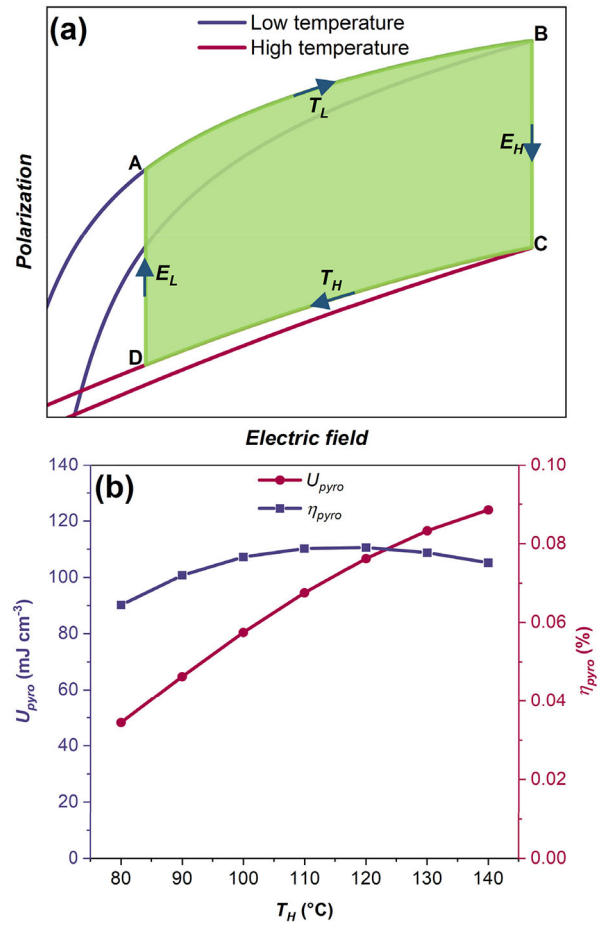 (a)
Low temperature
High temperature
B
T_L
A
E_H
Polarization
C
E_L
T_H
D
Electric field
(b)
U_pyro
η_pyro
140
120
100
80
60
40
20
0
U_pyro (mJ cm⁻³)
0.10
0.08
0.06
0.04
0.02
0.00
η_pyro (%)
80 90 100 110 120 130 140
T_H (°C)